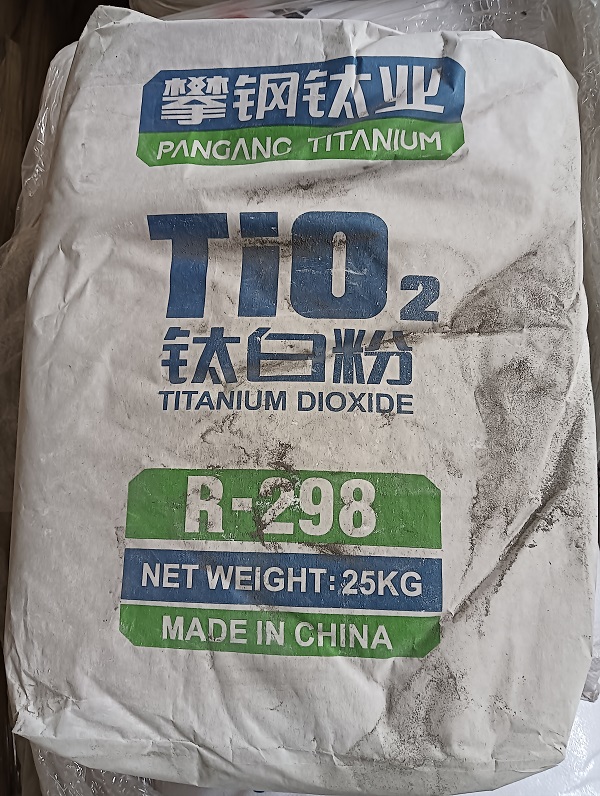 攀钢钛业
PANGANG TITANIUM
TiO₂
钛白粉
TITANIUM DIOXIDE
R-298
NET WEIGHT: 25KG
MADE IN CHINA